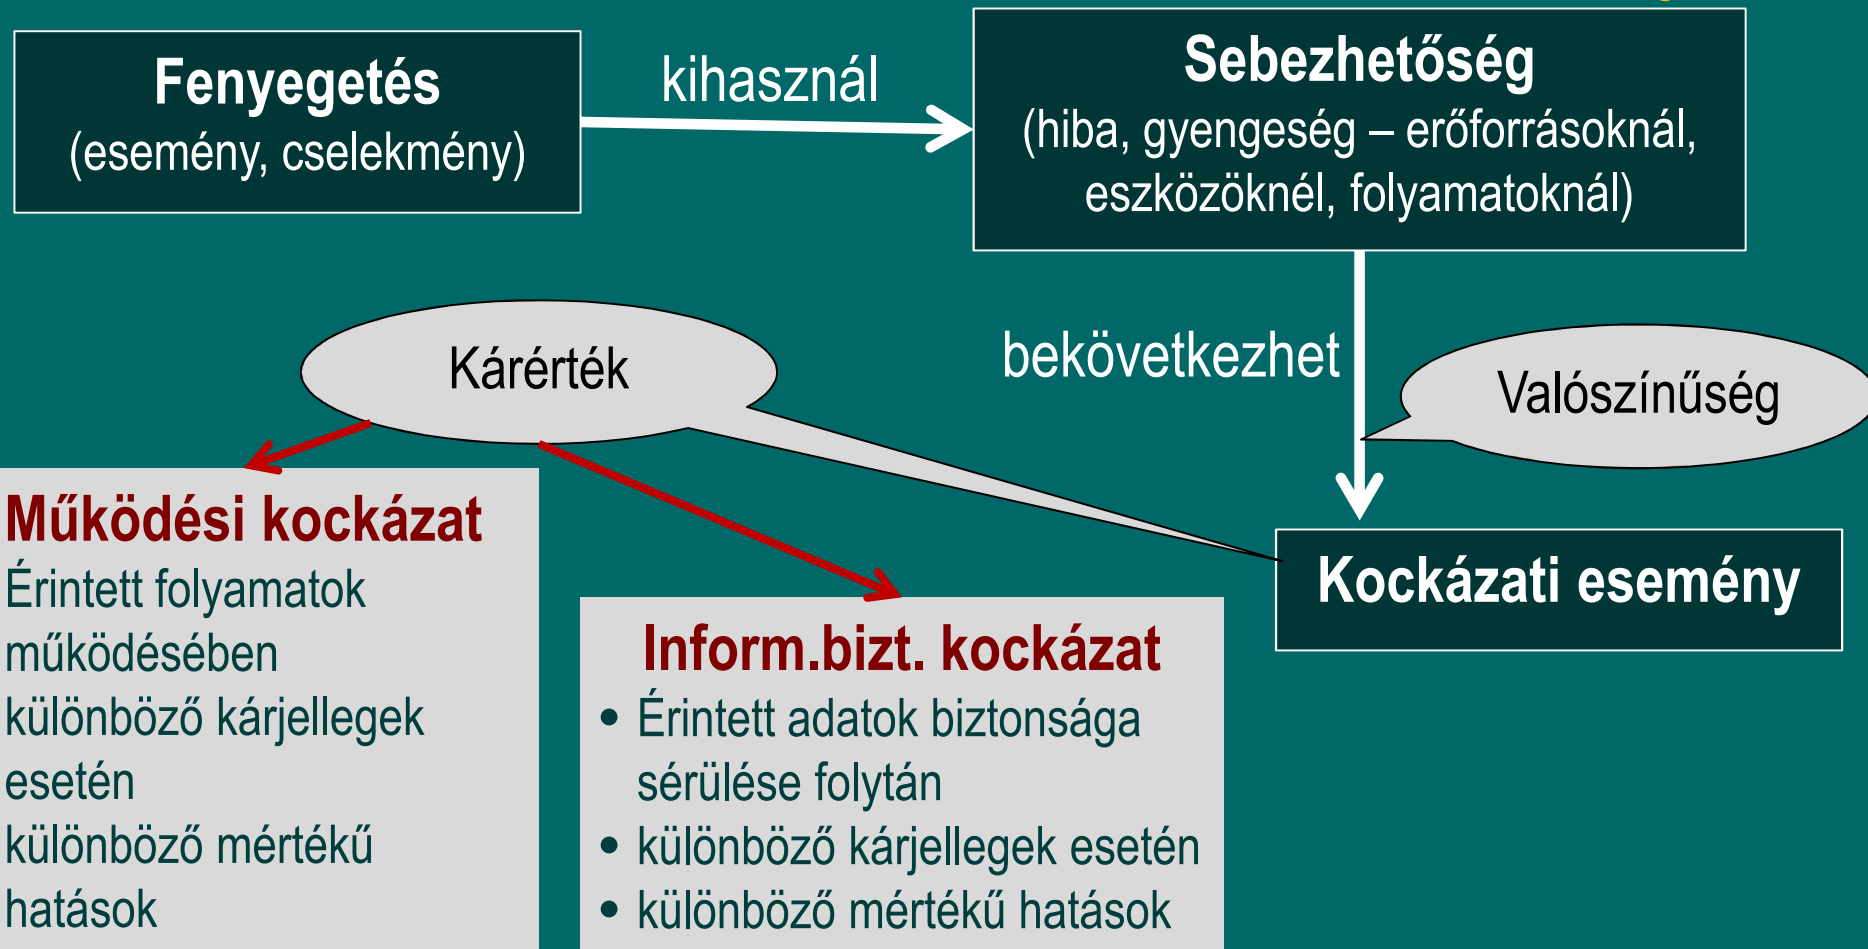 Fenyegetés
(esemény, cselekmény)
kihasznál
Sebezhetőség
(hiba, gyengeség – erőforrásoknál,
eszközöknél, folyamatoknál)
Kárérték
bekövetkezhet
Valószínűség
Kockázati esemény
Működési kockázat
Érintett folyamatok
működésében
különböző kárjellegek
esetén
különböző mértékű
hatások
Inform.bizt. kockázat
• Érintett adatok biztonsága
sérülése folytán
• különböző kárjellegek esetén
• különböző mértékű hatások